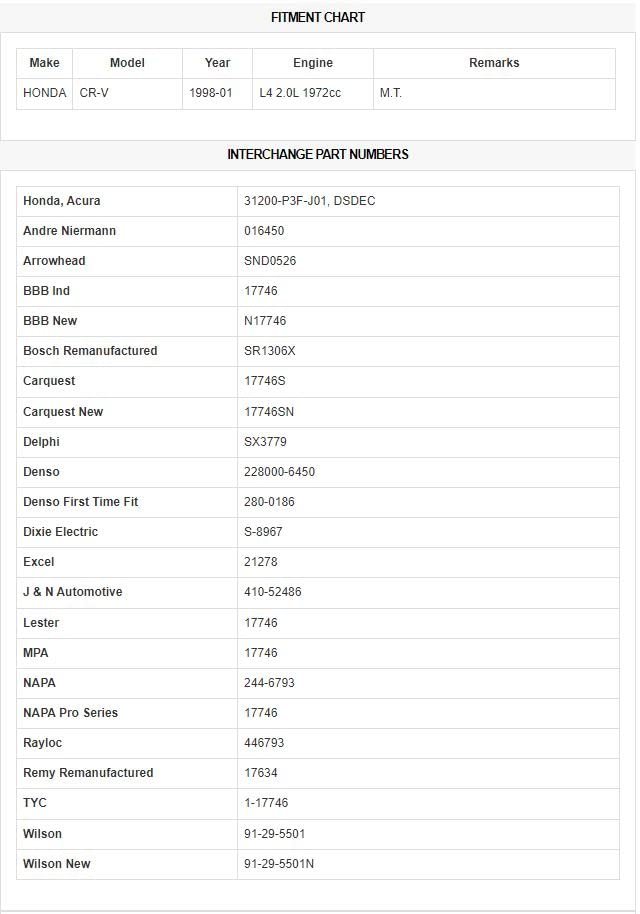 FITMENT CHART
Make Model Year Engine Remarks
HONDA CR-V 1998-01 L4 2.0L 1972cc M.T.
INTERCHANGE PART NUMBERS
Honda, Acura 31200-P3F-J01, DSDEC
Andre Niermann 016450
Arrowhead SND0526
BBB Ind 17746
BBB New N17746
Bosch Remanufactured SR1306X
Carquest 17746S
Carquest New 17746SN
Delphi SX3779
Denso 228000-6450
Denso First Time Fit 280-0186
Dixie Electric S-8967
Excel 21278
J & N Automotive 410-52486
Lester 17746
MPA 17746
NAPA 244-6793
NAPA Pro Series 17746
Rayloc 446793
Remy Remanufactured 17634
TYC 1-17746
Wilson 91-29-5501
Wilson New 91-29-5501N